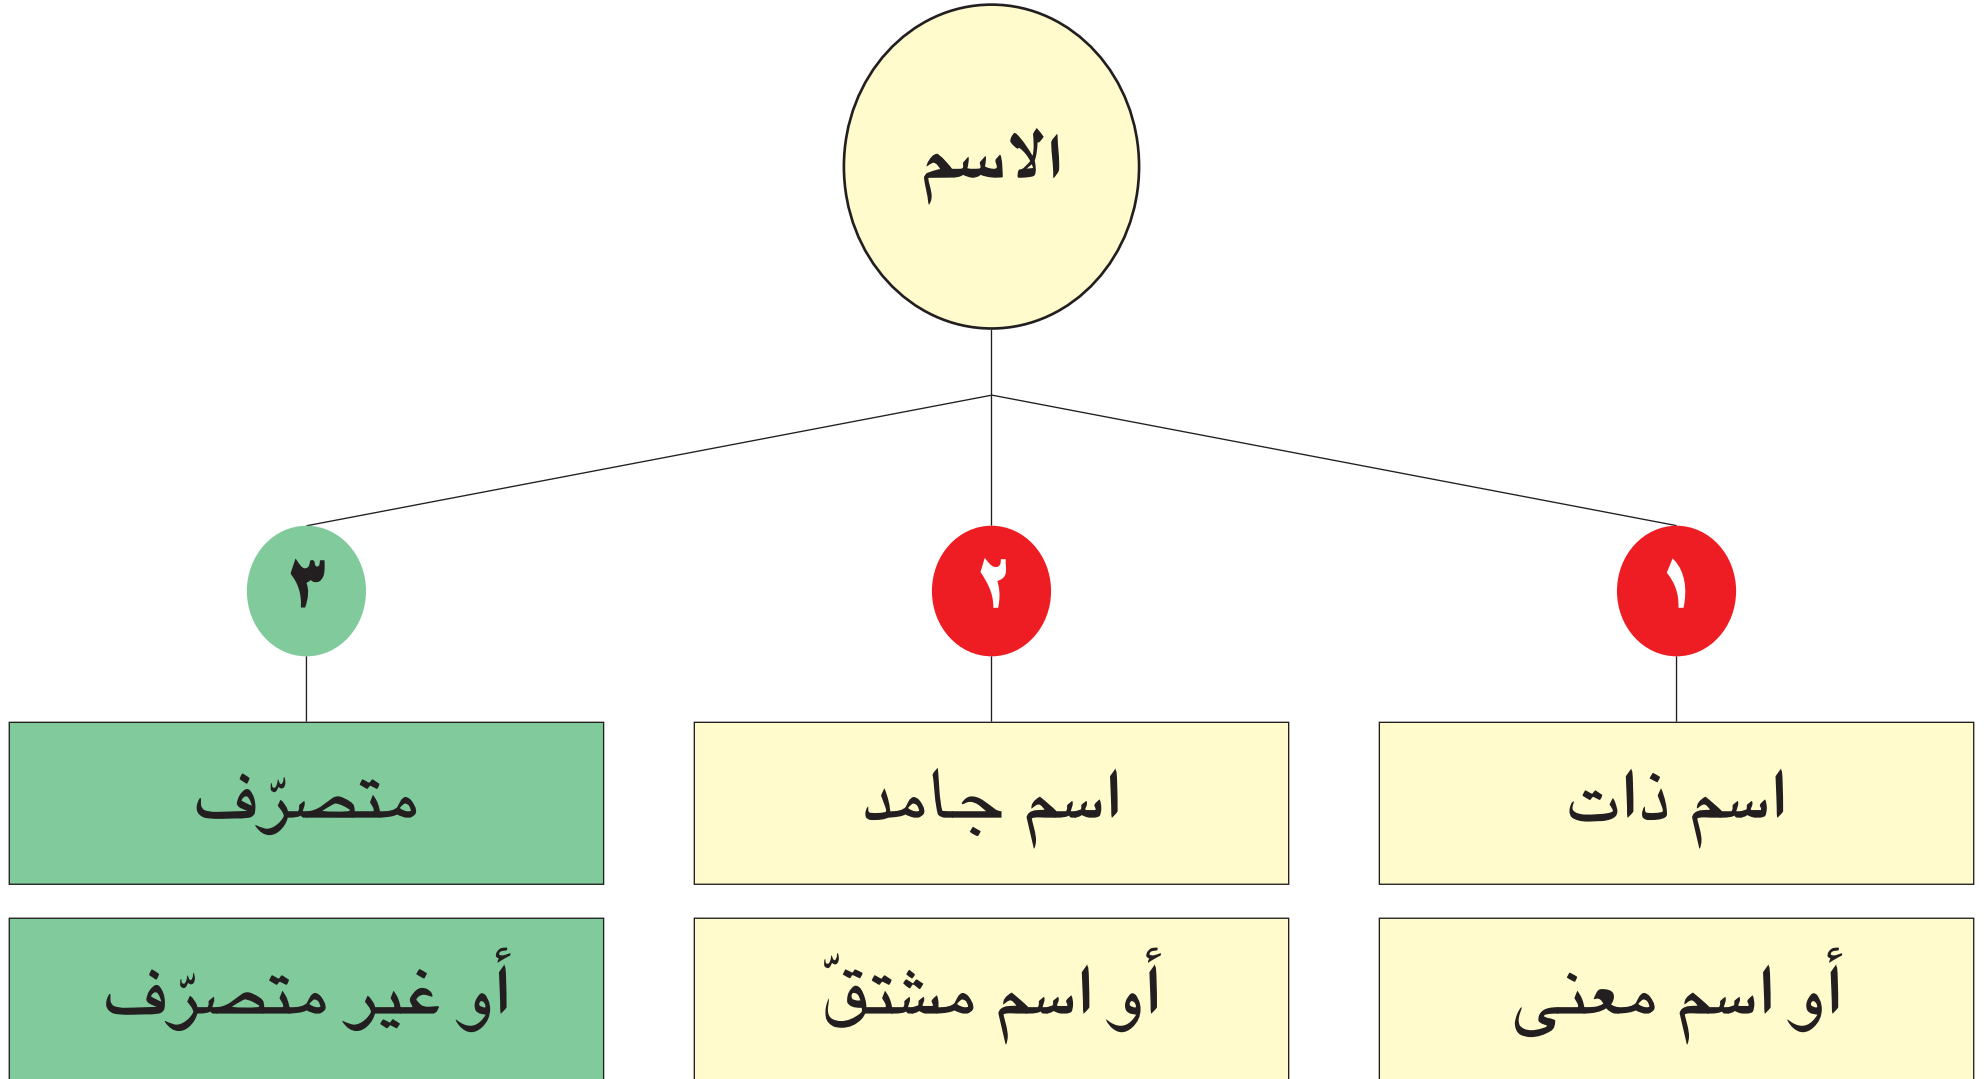 الاسم
١
٢
٣
اسم ذات
اسم جامد
متصرّف
أو اسم معنى
أو اسم مشتقّ
أو غير متصرّف